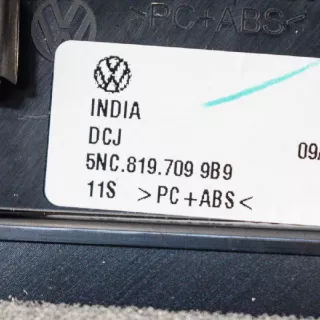 >PC+ABS<
INDIA
DCJ
5NC.819.709 9B9 09/
11S >PC+ABS<